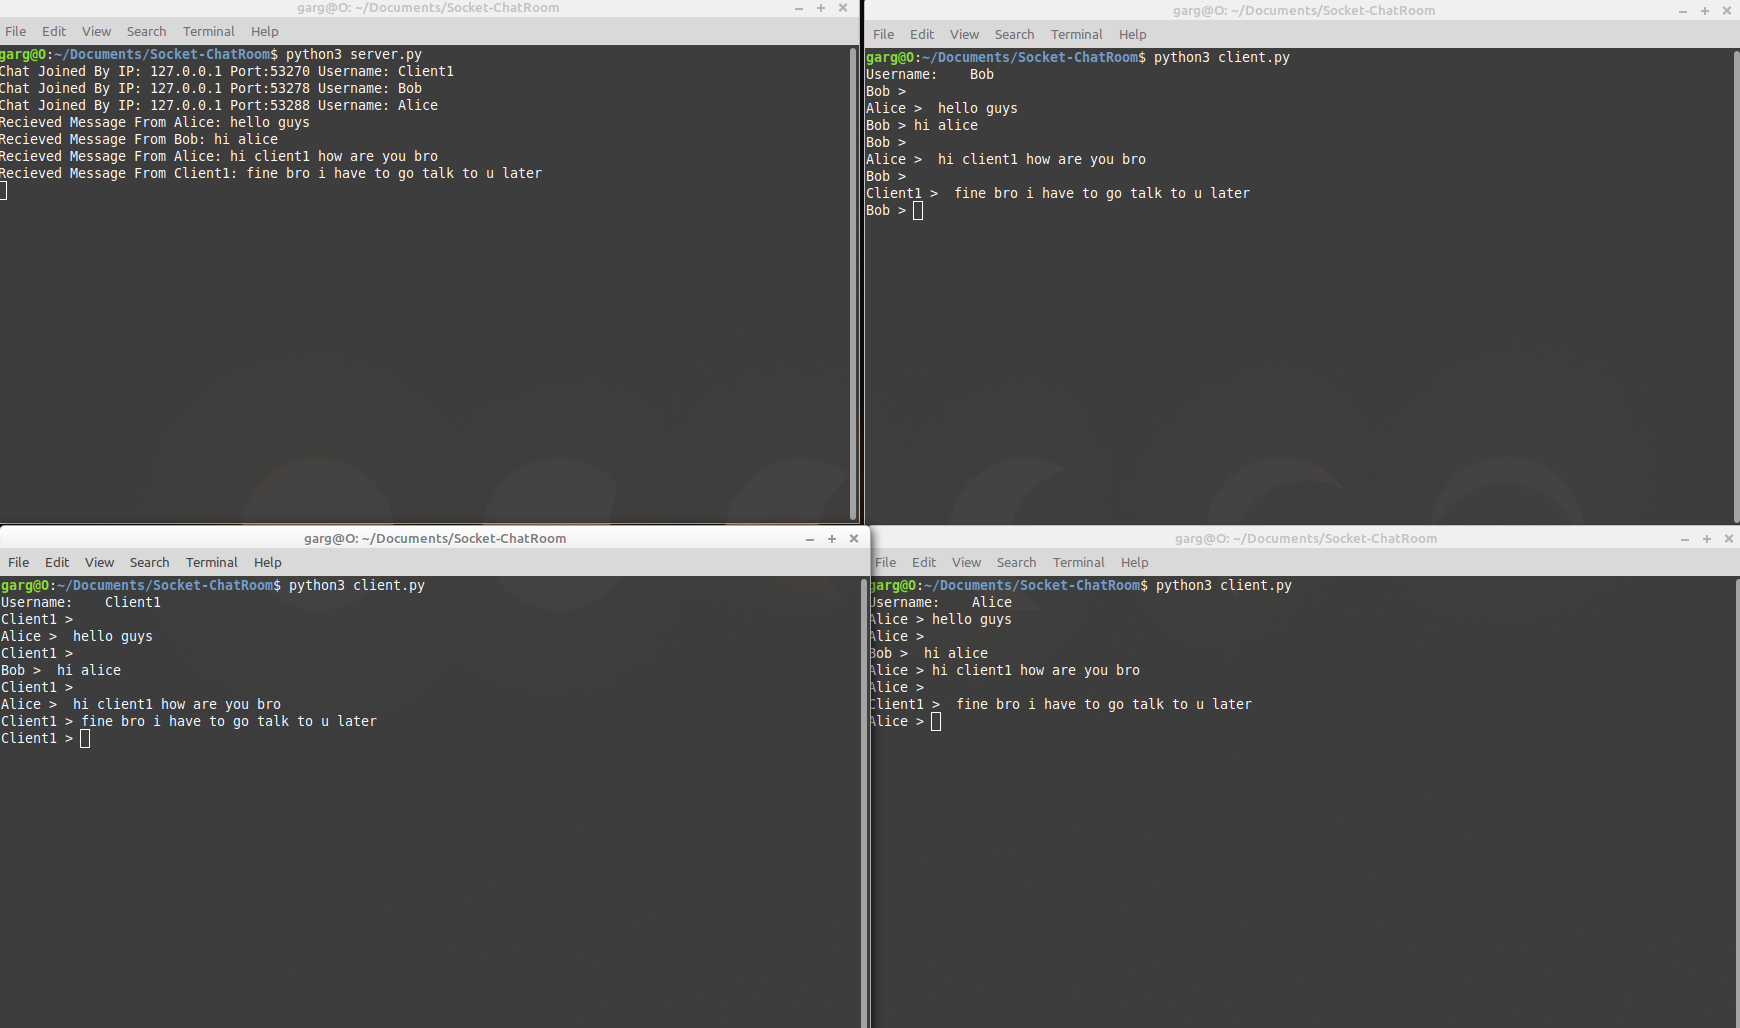 garg@O: ~/Documents/Socket-ChatRoom
File Edit View Search Terminal Help
garg@O:~/Documents/Socket-ChatRoom$ python3 server.py
Chat Joined By IP: 127.0.0.1 Port:53270 Username: Client1
Chat Joined By IP: 127.0.0.1 Port:53278 Username: Bob
Chat Joined By IP: 127.0.0.1 Port:53288 Username: Alice
Recieved Message From Alice: hello guys
Recieved Message From Bob: hi alice
Recieved Message From Alice: hi client1 how are you bro
Recieved Message From Client1: fine bro i have to go talk to u later
garg@O: ~/Documents/Socket-ChatRoom
File Edit View Search Terminal Help
garg@O:~/Documents/Socket-ChatRoom$ python3 client.py
Username:    Bob
Bob >
Alice >  hello guys
Bob > hi alice
Bob >
Alice >  hi client1 how are you bro
Bob >
Client1 >  fine bro i have to go talk to u later
Bob >
garg@O: ~/Documents/Socket-ChatRoom
File Edit View Search Terminal Help
garg@O:~/Documents/Socket-ChatRoom$ python3 client.py
Username:    Client1
Client1 >
Alice >  hello guys
Client1 >
Bob >  hi alice
Client1 >
Alice >  hi client1 how are you bro
Client1 > fine bro i have to go talk to u later
Client1 >
garg@O: ~/Documents/Socket-ChatRoom
File Edit View Search Terminal Help
garg@O:~/Documents/Socket-ChatRoom$ python3 client.py
Username:    Alice
Alice > hello guys
Alice >
Bob >  hi alice
Alice > hi client1 how are you bro
Alice >
Client1 >  fine bro i have to go talk to u later
Alice >